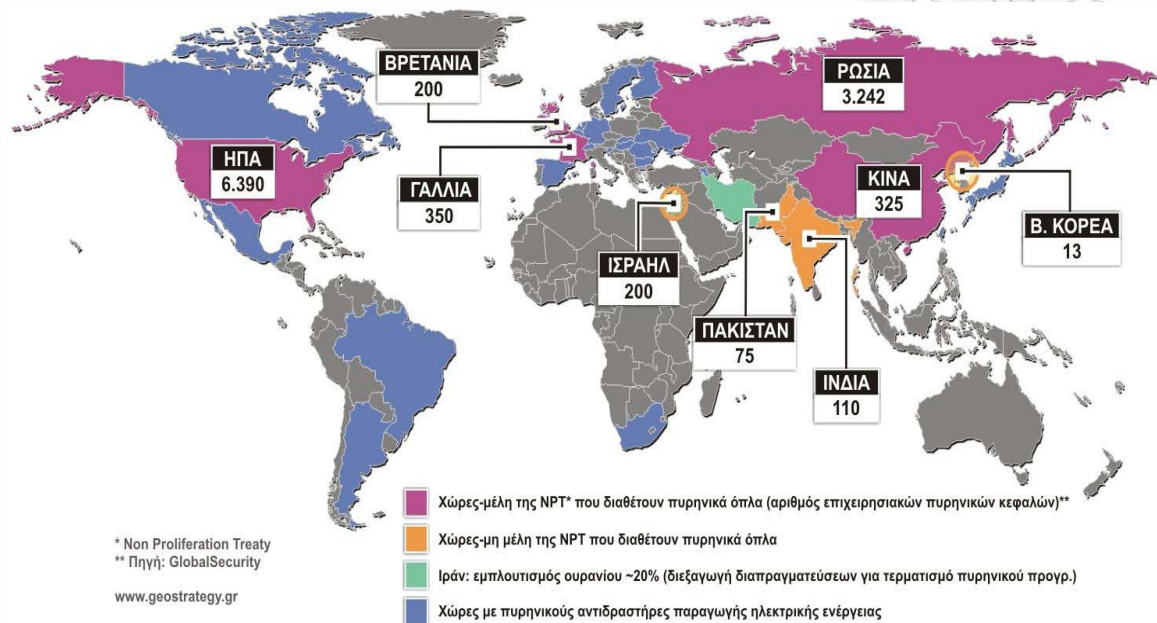 ΒΡΕΤΑΝΙΑ
200
ΡΩΣΙΑ
3.242
ΗΠΑ
6.390
ΓΑΛΛΙΑ
350
ΚΙΝΑ
325
Β. ΚΟΡΕΑ
13
ΙΣΡΑΗΛ
200
ΠΑΚΙΣΤΑΝ
75
ΙΝΔΙΑ
110
Χώρες-μέλη της NPT* που διαθέτουν πυρηνικά όπλα (αριθμός επιχειρησιακών πυρηνικών κεφαλών)**
Χώρες-μη μέλη της NPT που διαθέτουν πυρηνικά όπλα
Ιράν: εμπλουτισμός ουρανίου ~20% (διεξαγωγή διαπραγματεύσεων για τερματισμό πυρηνικού προγρ.)
Χώρες με πυρηνικούς αντιδραστήρες παραγωγής ηλεκτρικής ενέργειας
* Non Proliferation Treaty
** Πηγή: GlobalSecurity
www.geostrategy.gr